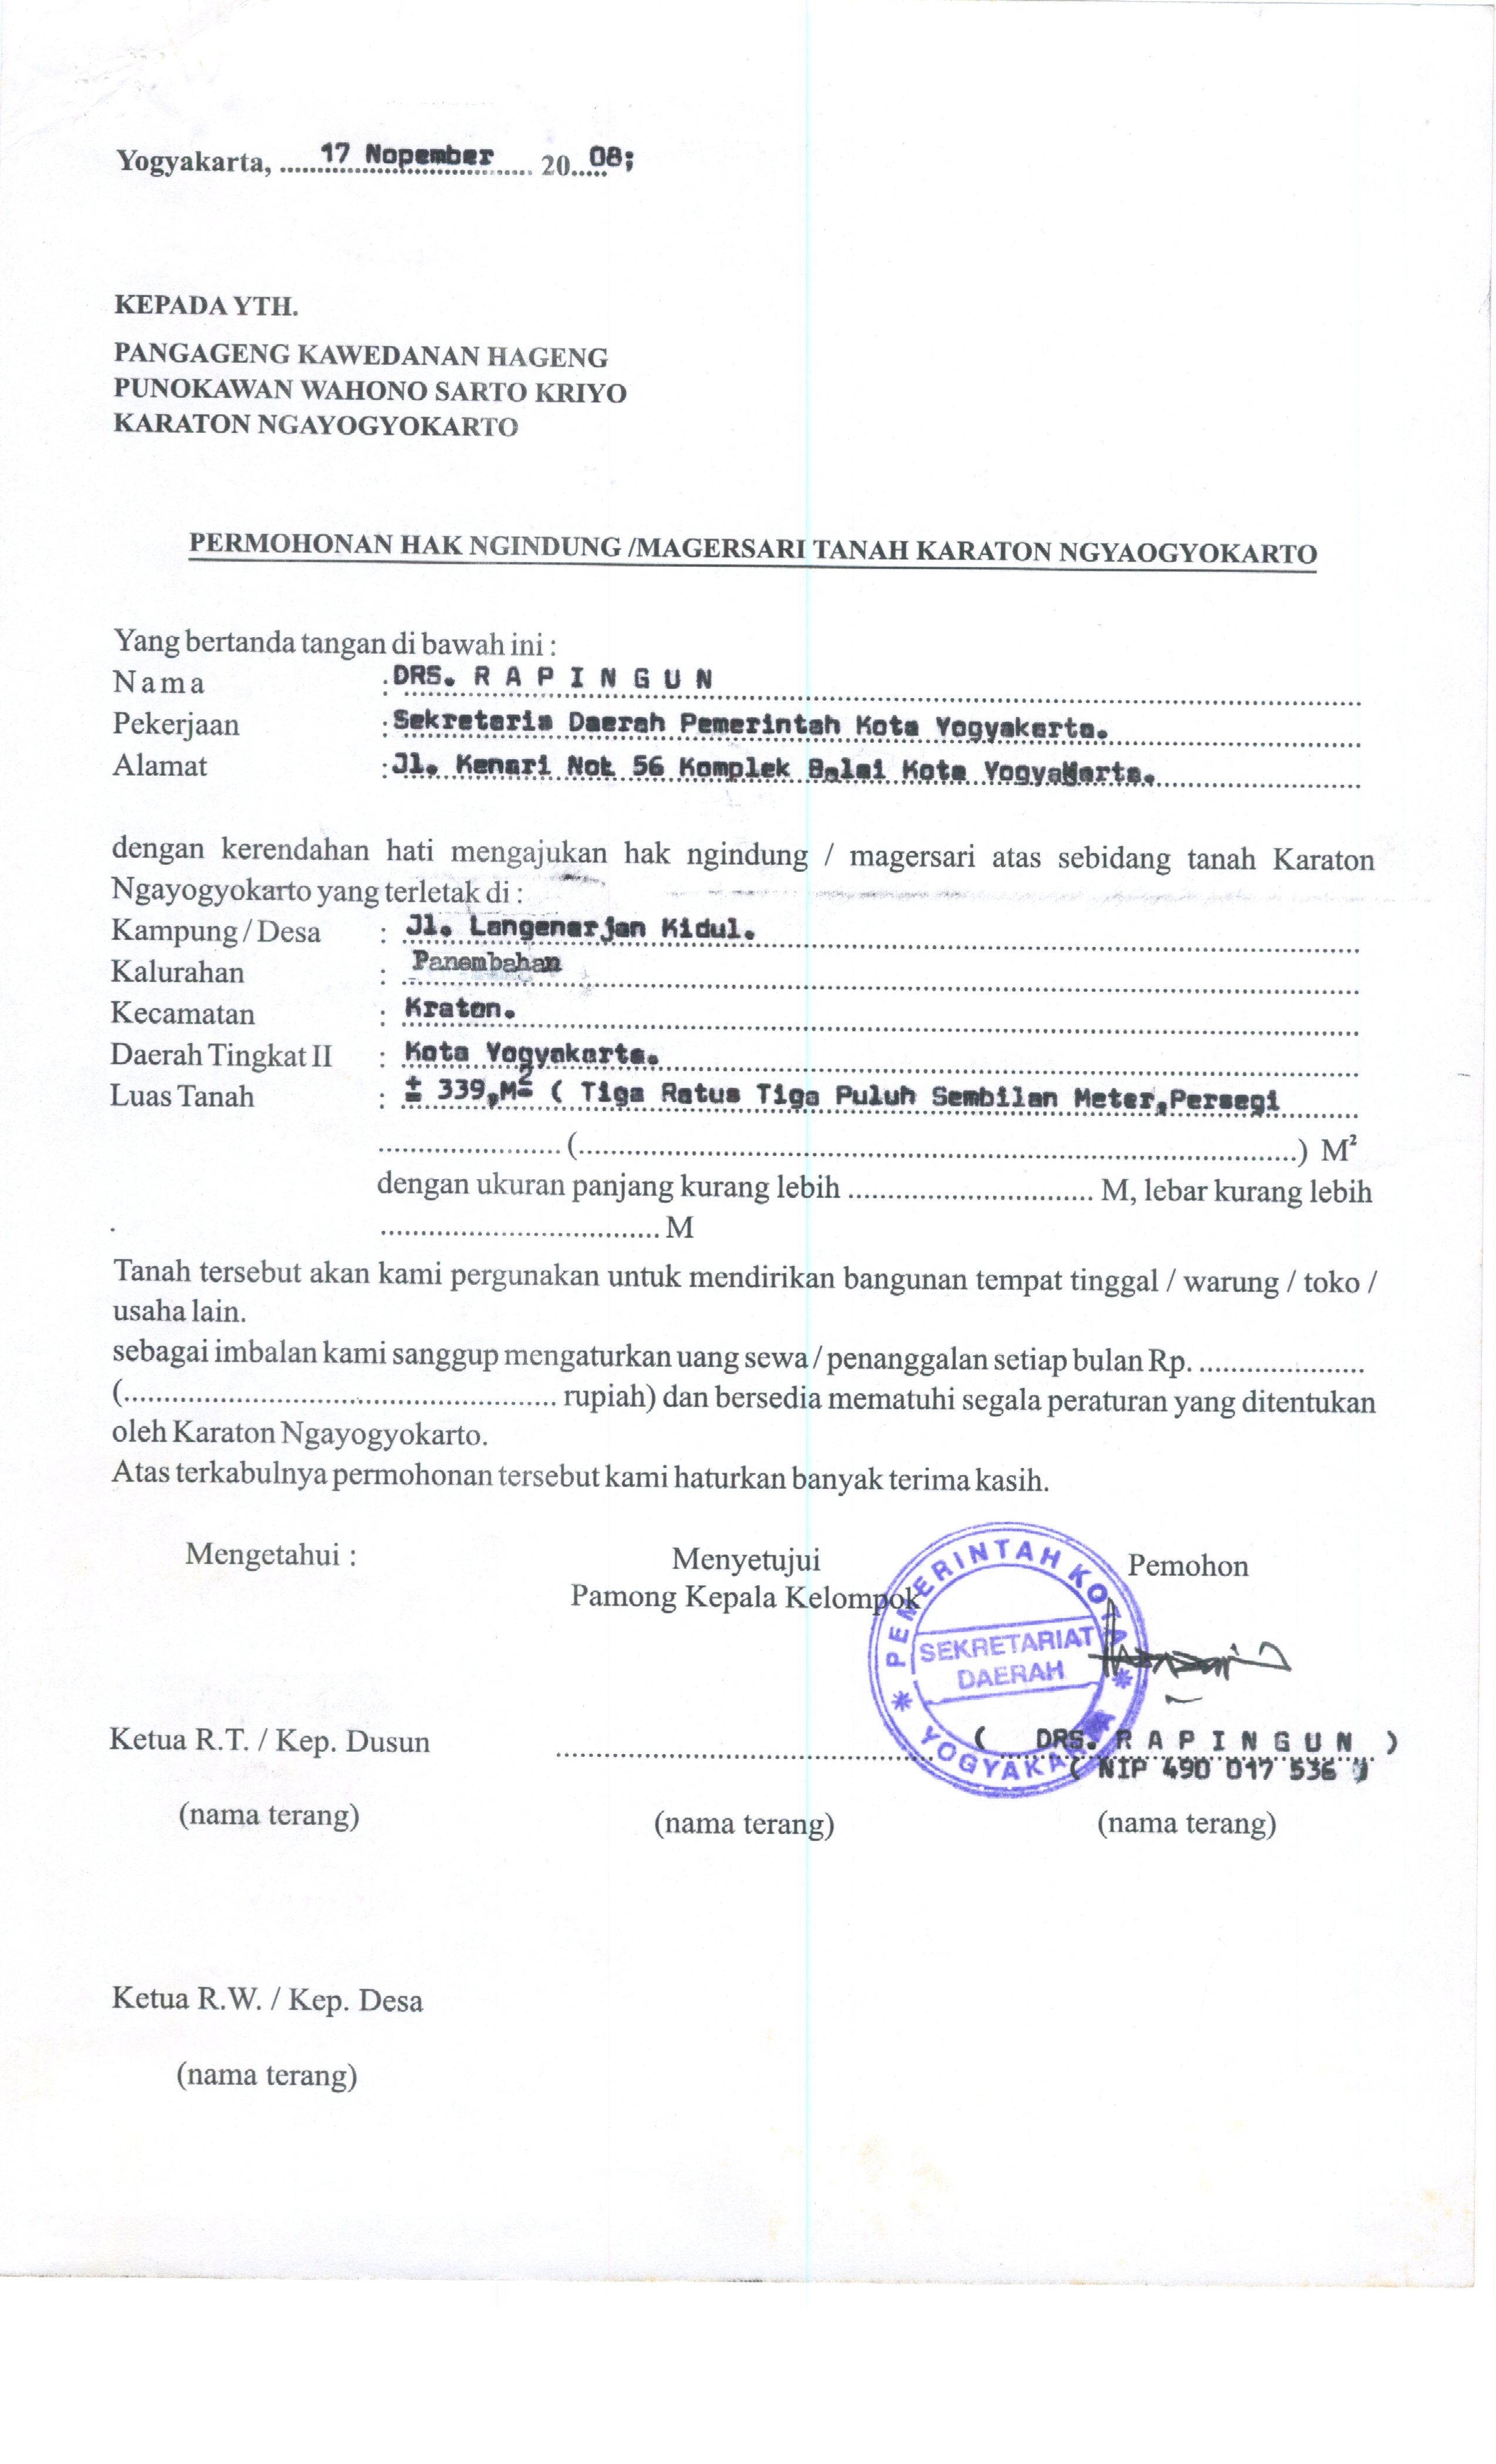 Yogyakarta, ....17 Nopember.... 20..08;
KEPADA YTH.
PANGAGENG KAWEDANAN HAGENG
PUNOKAWAN WAHONO SARTO KRIYO
KARATON NGAYOGYOKARTO
PERMOHONAN HAK NGINDUNG /MAGERSARI TANAH KARATON NGYAOGYOKARTO
Yang bertanda tangan di bawah ini :
Nama : DRS. R A P I N G U N
Pekerjaan : Sekretaris Daerah Pemerintah Kota Yogyakarta.
Alamat : Jl. Kenari No. 56 Komplek Balai Kota Yogyakarta.
dengan kerendahan hati mengajukan hak ngindung / magersari atas sebidang tanah Karaton
Ngayogyokarto yang terletak di :
Kampung / Desa : Jl. Langenarjan Kidul.
Kalurahan : Panembahan
Kecamatan : Kraton.
Daerah Tingkat II : Kota Yogyakarta.
Luas Tanah : ± 339,M2 ( Tiga Ratus Tiga Puluh Sembilan Meter,Persegi
...................... (..........................................................) M²
dengan ukuran panjang kurang lebih ............................. M, lebar kurang lebih
................................. M
Tanah tersebut akan kami pergunakan untuk mendirikan bangunan tempat tinggal / warung / toko /
usaha lain.
sebagai imbalan kami sanggup mengaturkan uang sewa / penanggalan setiap bulan Rp. ....................
(.................................................... rupiah) dan bersedia mematuhi segala peraturan yang ditentukan
oleh Karaton Ngayogyokarto.
Atas terkabulnya permohonan tersebut kami haturkan banyak terima kasih.
Mengetahui : Menyetujui Pemohon
Pamong Kepala Kelompok
PEMERINTAH KOTA
SEKRETARIAT
DAERAH
YOGYAKARTA
Ketua R.T. / Kep. Dusun ............................................. ( DRS. R A P I N G U N )
( NIP 490 017 536 )
(nama terang) (nama terang) (nama terang)
Ketua R.W. / Kep. Desa
(nama terang)